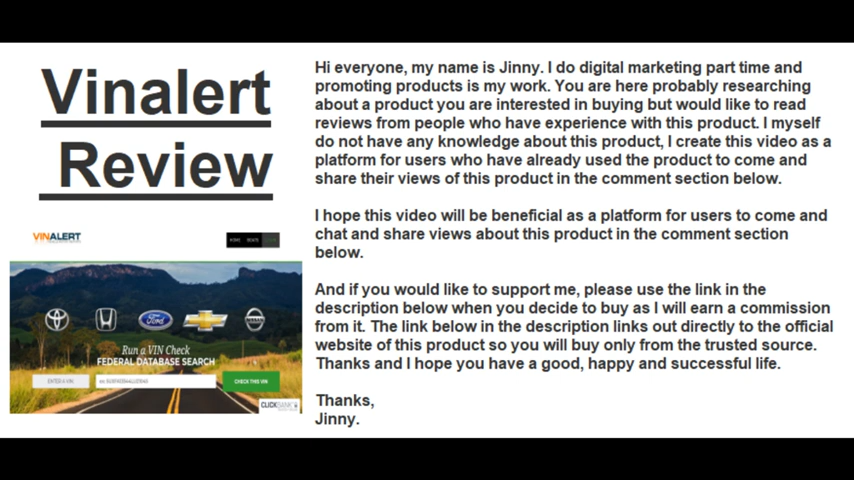 Vinalert
Review
Hi everyone, my name is Jinny. I do digital marketing part time and
promoting products is my work. You are here probably researching
about a product you are interested in buying but would like to read
reviews from people who have experience with this product. I myself
do not have any knowledge about this product, I create this video as a
platform for users who have already used the product to come and
share their views of this product in the comment section below.
I hope this video will be beneficial as a platform for users to come and
chat and share views about this product in the comment section
below.
And if you would like to support me, please use the link in the
description below when you decide to buy as I will earn a commission
from it. The link below in the description links out directly to the official
website of this product so you will buy only from the trusted source.
Thanks and I hope you have a good, happy and successful life.
Thanks,
Jinny.
VINALERT
HOME
Ford
Run a VIN Check
FEDERAL DATABASE SEARCH
ENTER A VIN
CHECK THIS VIN
CLICKBANK